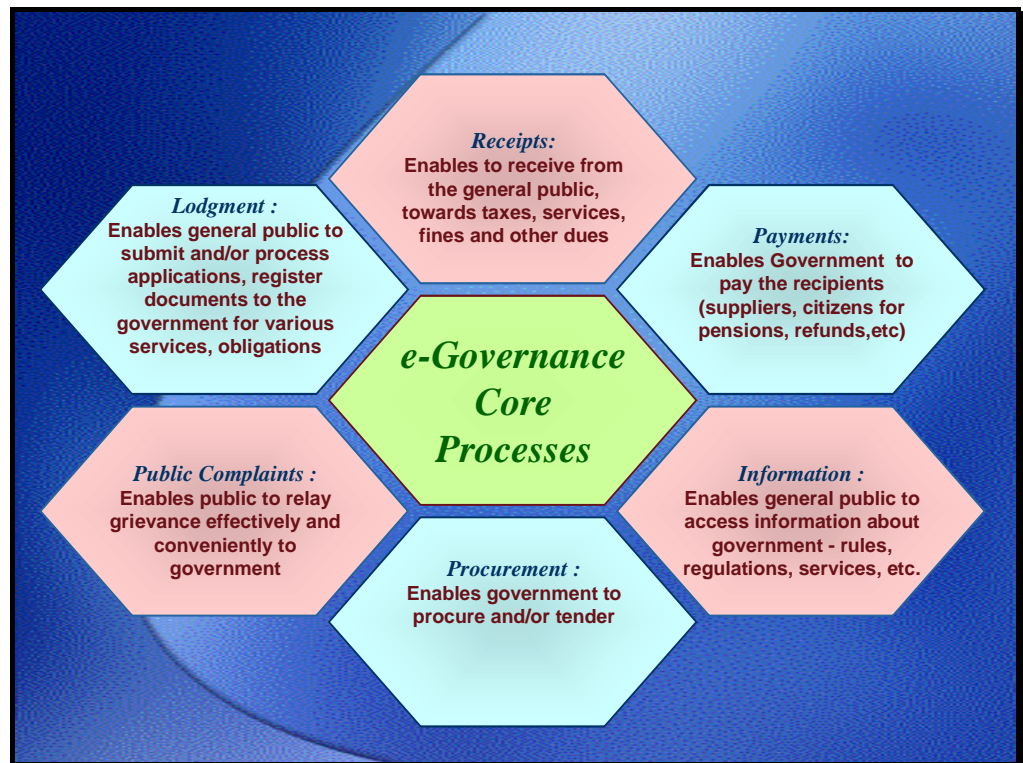 Receipts:
Enables to receive from
the general public,
towards taxes, services,
fines and other dues
Lodgment :
Enables general public to
submit and/or process
applications, register
documents to the
government for various
services, obligations
Payments:
Enables Government  to
pay the recipients
(suppliers, citizens for
pensions, refunds,etc)
e-Governance
Core
Processes
Public Complaints :
Enables public to relay
grievance effectively and
conveniently to
government
Information :
Enables general public to
access information about
government - rules,
regulations, services, etc.
Procurement :
Enables government to
procure and/or tender